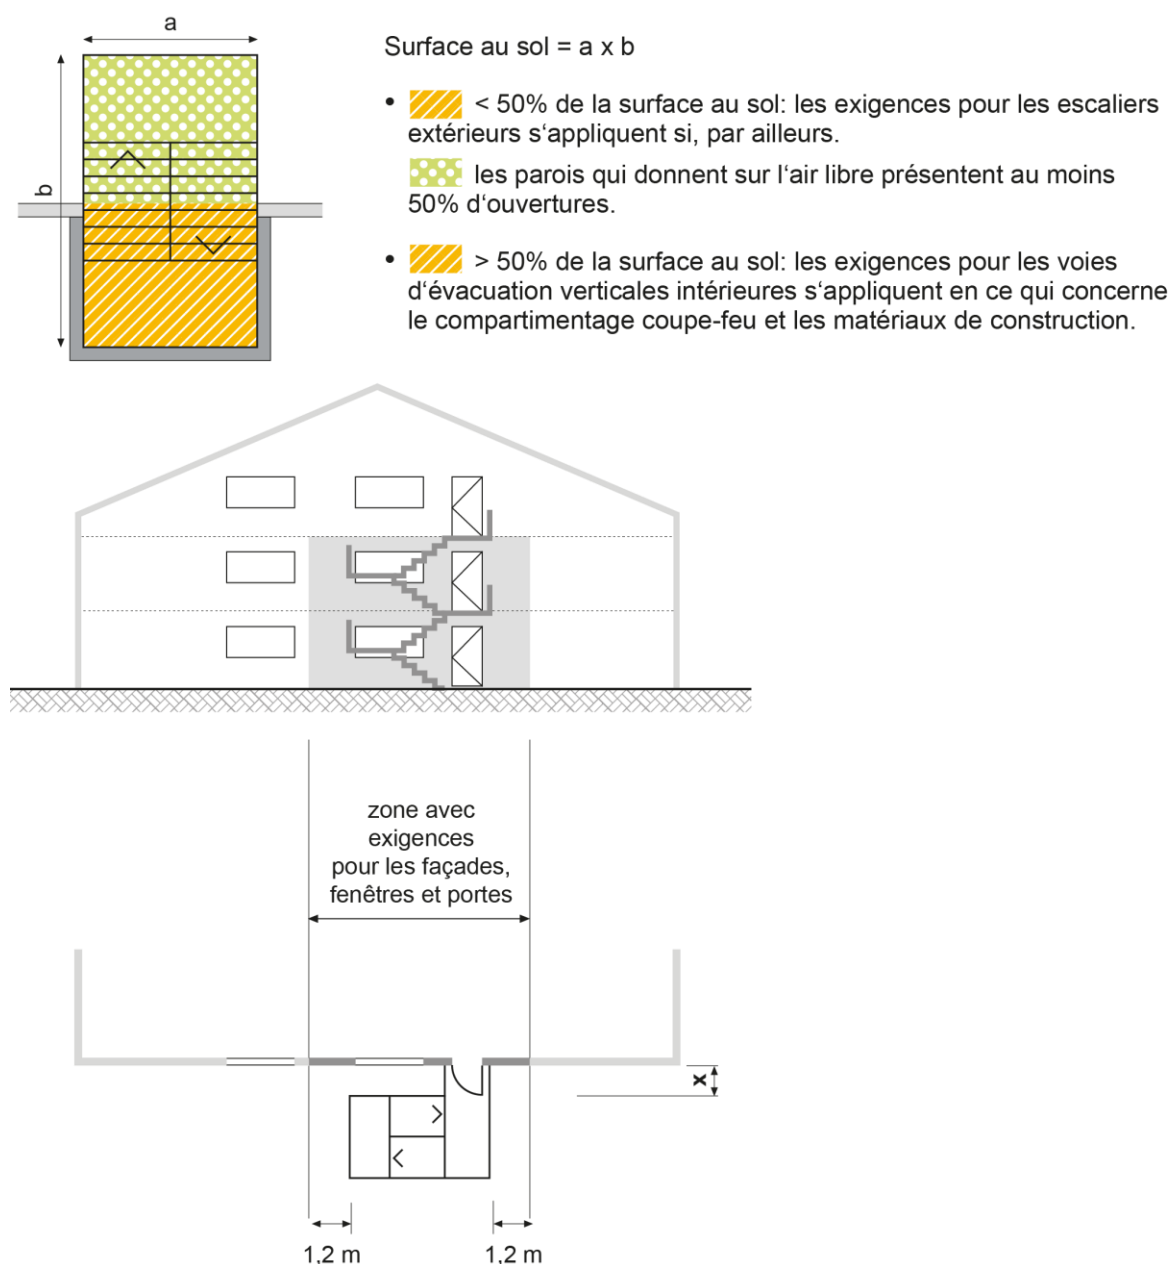 a
b
Surface au sol = a x b
• < 50% de la surface au sol: les exigences pour les escaliers
extérieurs s‘appliquent si, par ailleurs.
les parois qui donnent sur l‘air libre présentent au moins
50% d‘ouvertures.
• > 50% de la surface au sol: les exigences pour les voies
d‘évacuation verticales intérieures s‘appliquent en ce qui concerne
le compartimentage coupe-feu et les matériaux de construction.
zone avec
exigences
pour les façades,
fenêtres et portes
x
1,2 m
1,2 m